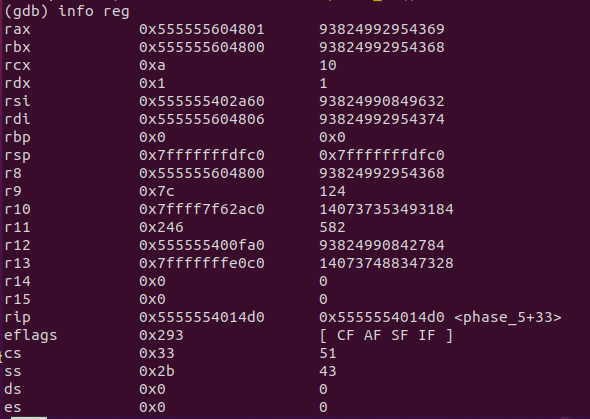 (gdb) info reg
rax 0x555555604801 93824992954369
rbx 0x555555604800 93824992954368
rcx 0xa 10
rdx 0x1 1
rsi 0x555555402a60 93824990849632
rdi 0x555555604806 93824992954374
rbp 0x0 0x0
rsp 0x7fffffffdfc0 0x7fffffffdfc0
r8 0x555555604800 93824992954368
r9 0x7c 124
r10 0x7ffff7f62ac0 140737353493184
r11 0x246 582
r12 0x555555400fa0 93824990842784
r13 0x7fffffffe0c0 140737488347328
r14 0x0 0
r15 0x0 0
rip 0x5555554014d0 0x5555554014d0 <phase_5+33>
eflags 0x293 [ CF AF SF IF ]
cs 0x33 51
ss 0x2b 43
ds 0x0 0
es 0x0 0